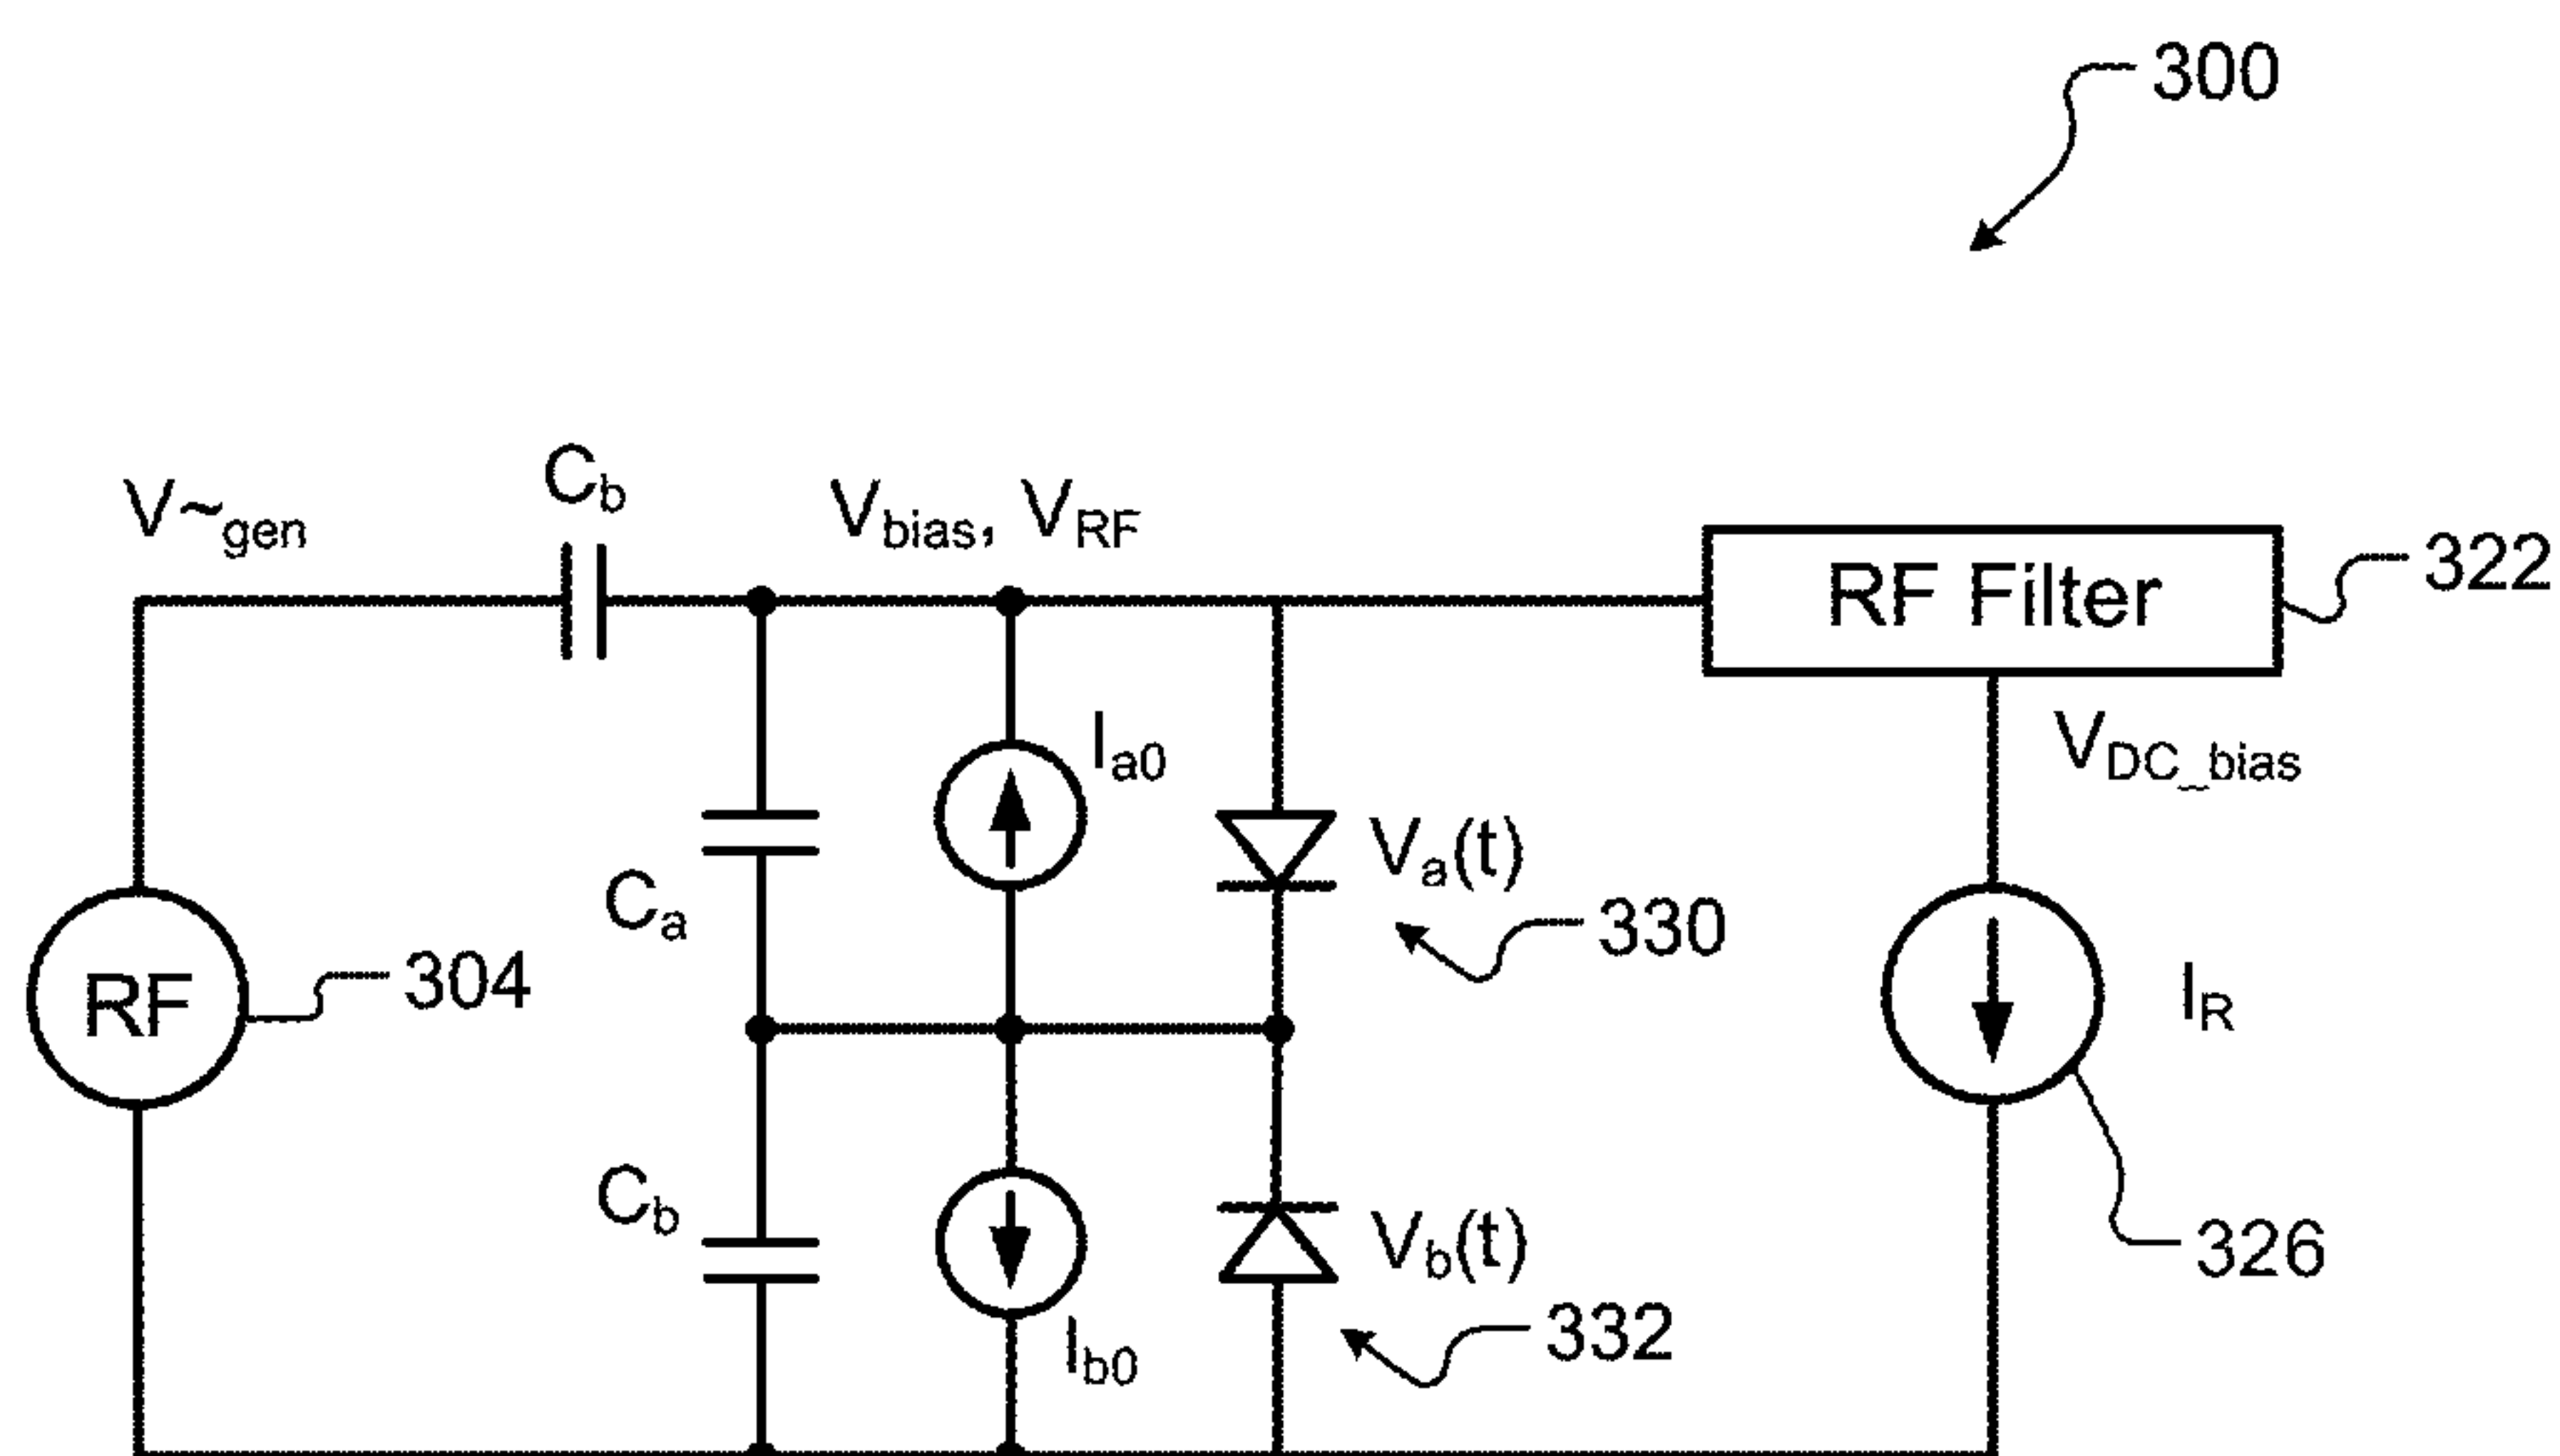 300
V~gen
Cb
Vbias, VRF
RF Filter
322
VDC_bias
Ia0
Va(t)
Ca
330
RF
304
IR
Cb
Vb(t)
326
Ib0
332